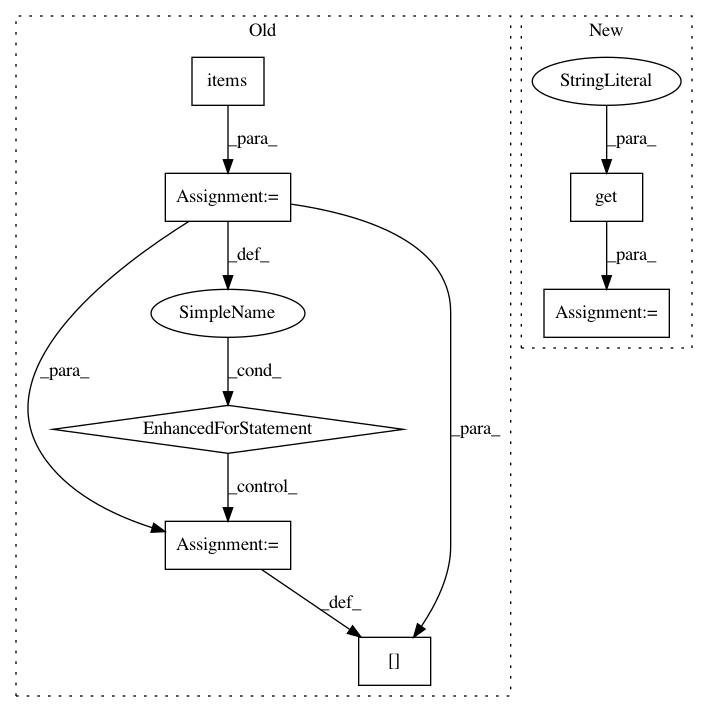 Old
New
items
StringLiteral
_para_
_para_
Assignment:=
get
_def_
_para_
SimpleName
Assignment:=
_para_
_cond_
_para_
EnhancedForStatement
_control_
Assignment:=
_def_
[]